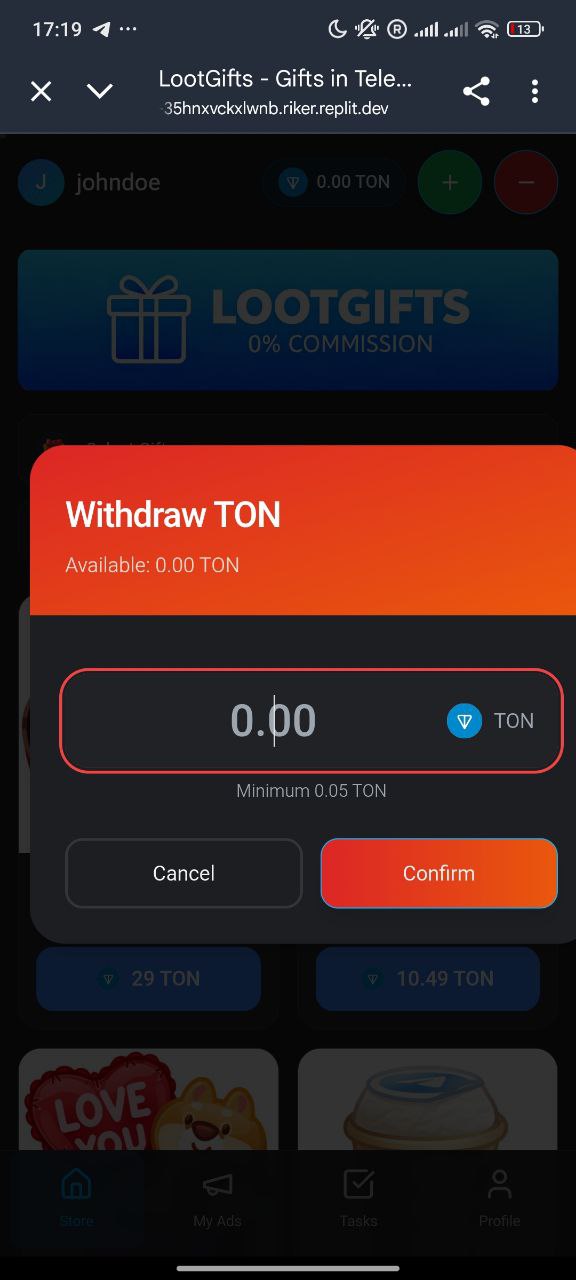 17:19
R
13
LootGifts - Gifts in Tele...
-35hnxvckxlwnb.riker.replit.dev
J
johndoe
0.00 TON
+
−
LOOTGIFTS
0% COMMISSION
Select Gift
Withdraw TON
Available: 0.00 TON
0.00
TON
Minimum 0.05 TON
Cancel
Confirm
29 TON
10.49 TON
LOVE
YOU
Store
My Ads
Tasks
Profile